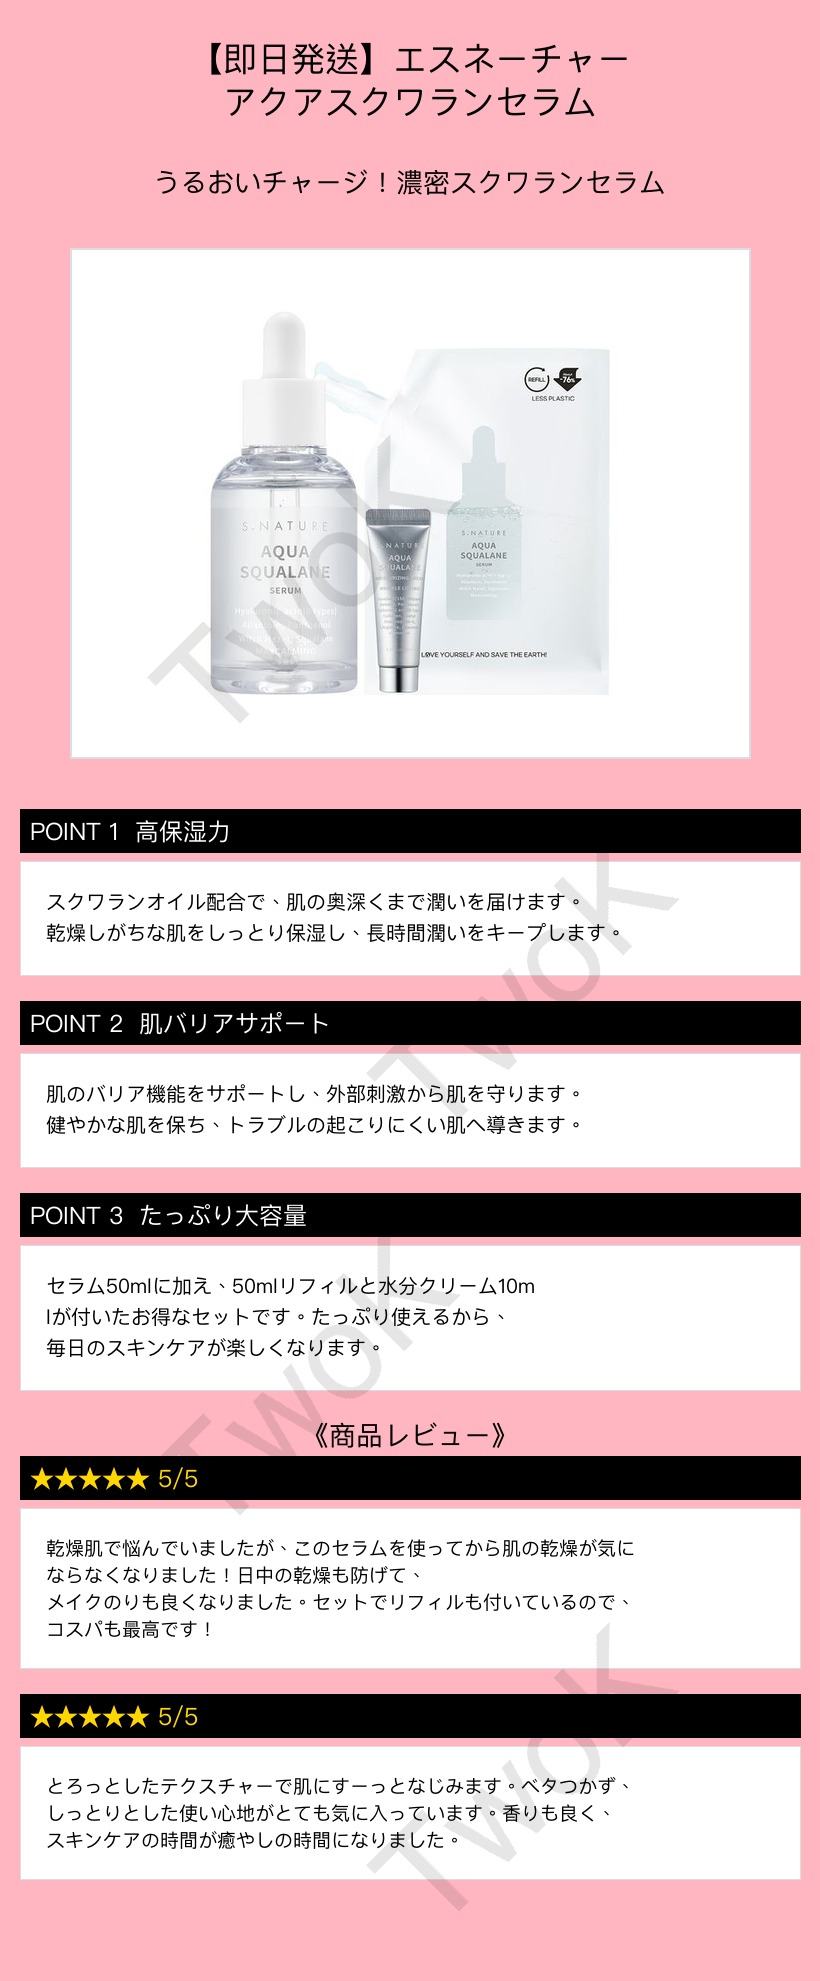 【即日発送】エスネーチャー
アクアスクワランセラム
うるおいチャージ！濃密スクワランセラム
REFILL
About
-76%
LESS PLASTIC
S.NATURE
AQUA
SQUALANE
SERUM
S.NATURE
AQUA
SQUALANE
S.NATURE
AQUA
SQUALANE
SERUM
LOVE YOURSELF AND SAVE THE EARTH!
TwoK
POINT 1 高保湿力
スクワランオイル配合で、肌の奥深くまで潤いを届けます。
乾燥しがちな肌をしっとり保湿し、長時間潤いをキープします。
TwoK
POINT 2 肌バリアサポート
肌のバリア機能をサポートし、外部刺激から肌を守ります。
健やかな肌を保ち、トラブルの起こりにくい肌へ導きます。
POINT 3 たっぷり大容量
セラム50mlに加え、50mlリフィルと水分クリーム10m
lが付いたお得なセットです。たっぷり使えるから、
毎日のスキンケアが楽しくなります。
TwoK
《商品レビュー》
★★★★★ 5/5
乾燥肌で悩んでいましたが、このセラムを使ってから肌の乾燥が気に
ならなくなりました！日中の乾燥も防げて、
メイクのりも良くなりました。セットでリフィルも付いているので、
コスパも最高です！
★★★★★ 5/5
とろっとしたテクスチャーで肌にすーっとなじみます。ベタつかず、
しっとりとした使い心地がとても気に入っています。香りも良く、
スキンケアの時間が癒やしの時間になりました。
TwoK